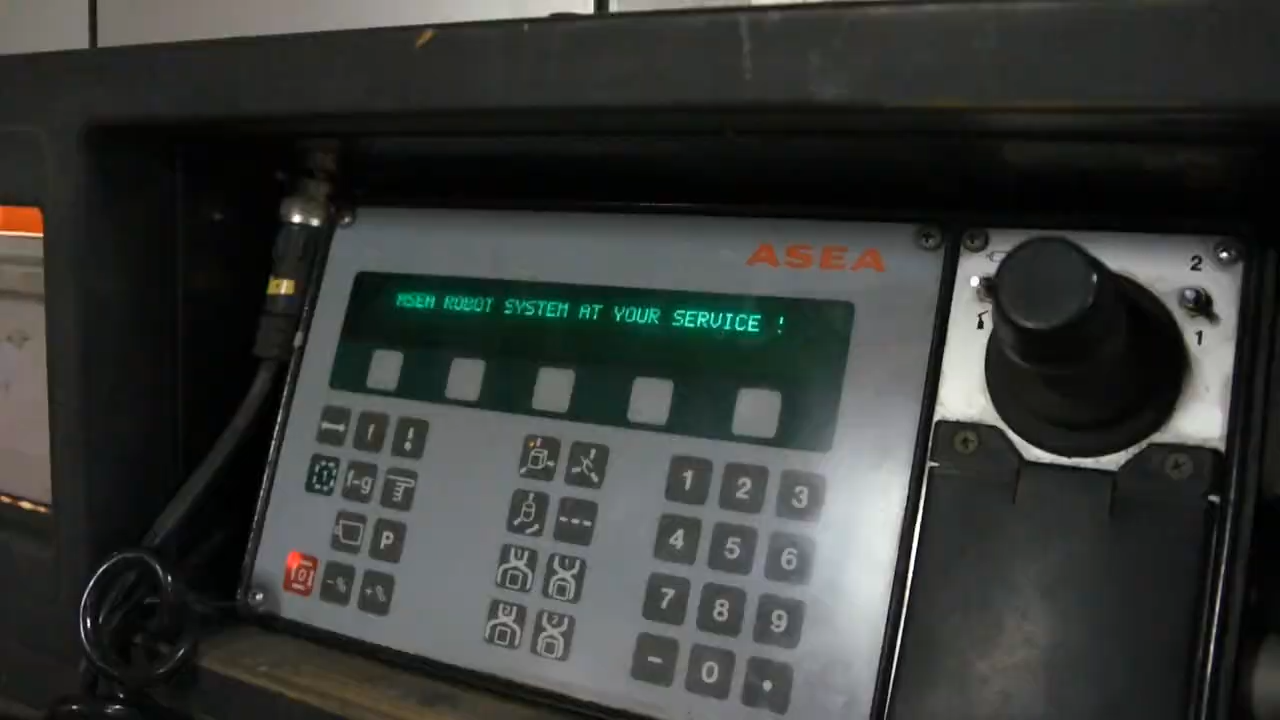 ASEA
ASEA ROBOT SYSTEM AT YOUR SERVICE !
2
1
f-g
P
-%
+%
1 2 3
4 5 6
7 8 9
- 0 .